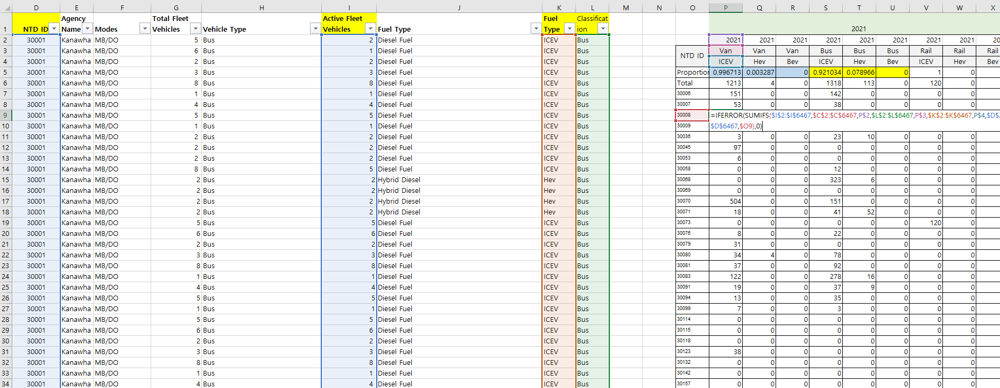 D E F G H I J K L M N O P Q R S T U V W X
Agency Total Fleet Active Fleet Fuel Classificat
1 NTD ID Name Modes Vehicles Vehicle Type Vehicles Fuel Type Type ion 2021
2 30001 Kanawha MB/DO 5 Bus 2 Diesel Fuel ICEV Bus 2021 2021 2021 2021 2021 2021 2021 2021 20
3 30001 Kanawha MB/DO 6 Bus 1 Diesel Fuel ICEV Bus NTD ID Van Van Van Bus Bus Bus Rail Rail Rail
4 30001 Kanawha MB/DO 2 Bus 2 Diesel Fuel ICEV Bus ICEV Hev Bev ICEV Hev Bev ICEV Hev Bev
5 30001 Kanawha MB/DO 3 Bus 3 Diesel Fuel ICEV Bus Proportior 0.996713 0.003287 0 0.921034 0.078966 0 1 0
6 30001 Kanawha MB/DO 8 Bus 8 Diesel Fuel ICEV Bus Total 1213 4 0 1318 113 0 120 0
7 30001 Kanawha MB/DO 1 Bus 1 Diesel Fuel ICEV Bus 30006 151 0 0 142 0 0 0 0
8 30001 Kanawha MB/DO 4 Bus 4 Diesel Fuel ICEV Bus 30007 53 0 0 38 0 0 0 0
9 30001 Kanawha MB/DO 5 Bus 5 Diesel Fuel ICEV Bus 30008 =IFERROR(SUMIFS($I$2:$I$6467,$C$2:$C$6467,P$2,$L$2:$L$6467,P$3,$K$2:$K$6467,P$4,$D$2
10 30001 Kanawha MB/DO 1 Bus 1 Diesel Fuel ICEV Bus 30009 $D$6467,$O9),0)
11 30001 Kanawha MB/DO 2 Bus 2 Diesel Fuel ICEV Bus 30036 3 0 0 23 10 0 0 0
12 30001 Kanawha MB/DO 2 Bus 2 Diesel Fuel ICEV Bus 30045 97 0 0 0 0 0 0 0
13 30001 Kanawha MB/DO 2 Bus 2 Diesel Fuel ICEV Bus 30053 6 0 0 0 0 0 0 0
14 30001 Kanawha MB/DO 8 Bus 5 Diesel Fuel ICEV Bus 30058 0 0 0 12 0 0 0 0
15 30001 Kanawha MB/DO 2 Bus 2 Hybrid Diesel Hev Bus 30068 0 0 0 323 6 0 0 0
16 30001 Kanawha MB/DO 2 Bus 2 Hybrid Diesel Hev Bus 30069 0 0 0 0 0 0 0 0
17 30001 Kanawha MB/DO 2 Bus 2 Hybrid Diesel Hev Bus 30070 504 0 0 151 0 0 0 0
18 30001 Kanawha MB/DO 2 Bus 2 Hybrid Diesel Hev Bus 30071 18 0 0 41 52 0 0 0
19 30001 Kanawha MB/DO 5 Bus 5 Diesel Fuel ICEV Bus 30073 0 0 0 0 0 0 120 0
20 30001 Kanawha MB/DO 6 Bus 6 Diesel Fuel ICEV Bus 30076 8 0 0 22 0 0 0 0
21 30001 Kanawha MB/DO 2 Bus 2 Diesel Fuel ICEV Bus 30079 31 0 0 0 0 0 0 0
22 30001 Kanawha MB/DO 3 Bus 3 Diesel Fuel ICEV Bus 30080 34 4 0 78 0 0 0 0
23 30001 Kanawha MB/DO 8 Bus 8 Diesel Fuel ICEV Bus 30081 37 0 0 92 0 0 0 0
24 30001 Kanawha MB/DO 1 Bus 1 Diesel Fuel ICEV Bus 30083 122 0 0 278 16 0 0 0
25 30001 Kanawha MB/DO 4 Bus 4 Diesel Fuel ICEV Bus 30091 19 0 0 37 9 0 0 0
26 30001 Kanawha MB/DO 5 Bus 5 Diesel Fuel ICEV Bus 30094 13 0 0 35 0 0 0 0
27 30001 Kanawha MB/DO 1 Bus 1 Diesel Fuel ICEV Bus 30099 7 0 0 3 0 0 0 0
28 30001 Kanawha MB/DO 5 Bus 5 Diesel Fuel ICEV Bus 30114 0 0 0 0 0 0 0 0
29 30001 Kanawha MB/DO 6 Bus 6 Diesel Fuel ICEV Bus 30115 0 0 0 0 0 0 0 0
30 30001 Kanawha MB/DO 2 Bus 2 Diesel Fuel ICEV Bus 30118 0 0 0 0 0 0 0 0
31 30001 Kanawha MB/DO 3 Bus 3 Diesel Fuel ICEV Bus 30123 38 0 0 0 0 0 0 0
32 30001 Kanawha MB/DO 8 Bus 8 Diesel Fuel ICEV Bus 30132 0 0 0 0 0 0 0 0
33 30001 Kanawha MB/DO 1 Bus 1 Diesel Fuel ICEV Bus 30142 0 0 0 0 0 0 0 0
34 30001 Kanawha MB/DO 4 Bus 4 Diesel Fuel ICEV Bus 30157 0 0 0 0 0 0 0 0